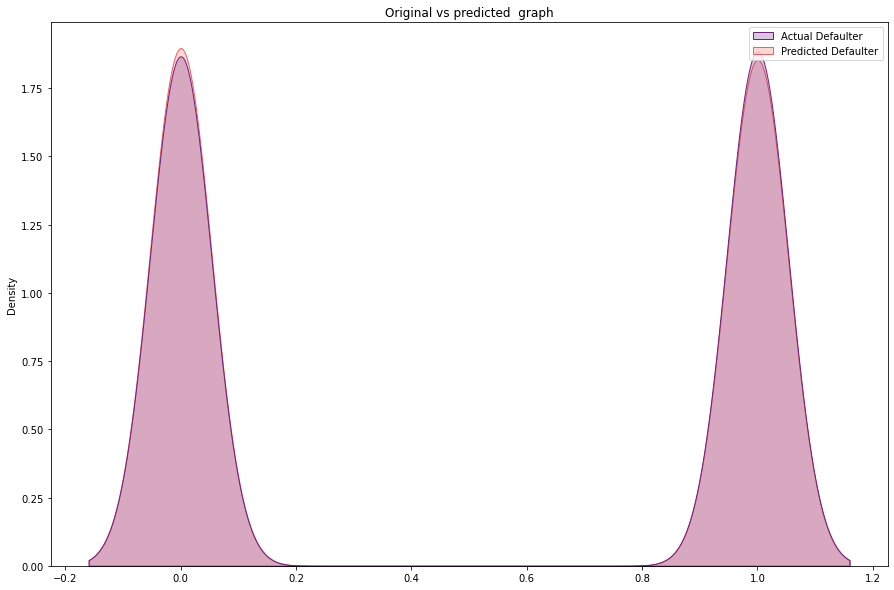 Original vs predicted  graph
Actual Defaulter
Predicted Defaulter
Density
1.75
1.50
1.25
1.00
0.75
0.50
0.25
0.00
−0.2 0.0 0.2 0.4 0.6 0.8 1.0 1.2